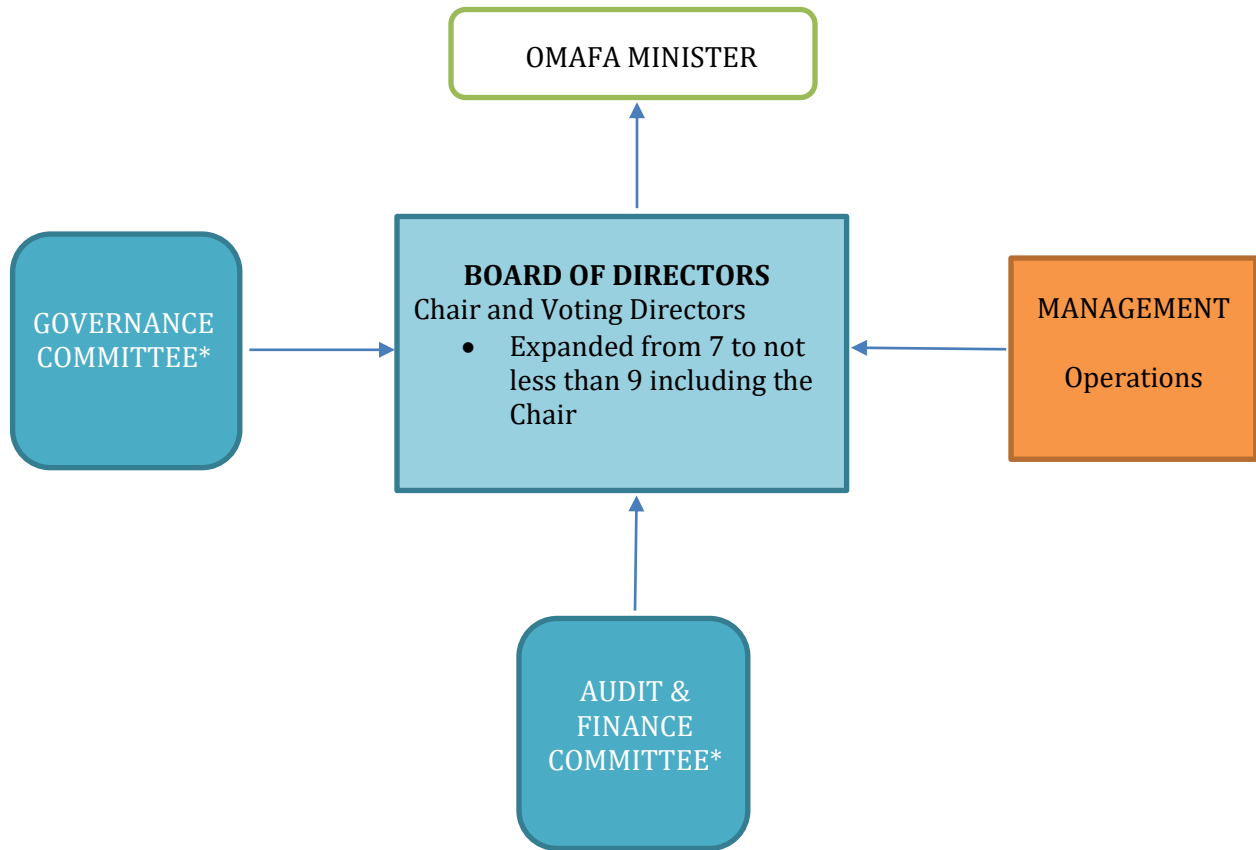 OMAFA MINISTER
GOVERNANCE
COMMITTEE*
BOARD OF DIRECTORS
Chair and Voting Directors
• Expanded from 7 to not
less than 9 including the
Chair
MANAGEMENT
Operations
AUDIT &
FINANCE
COMMITTEE*